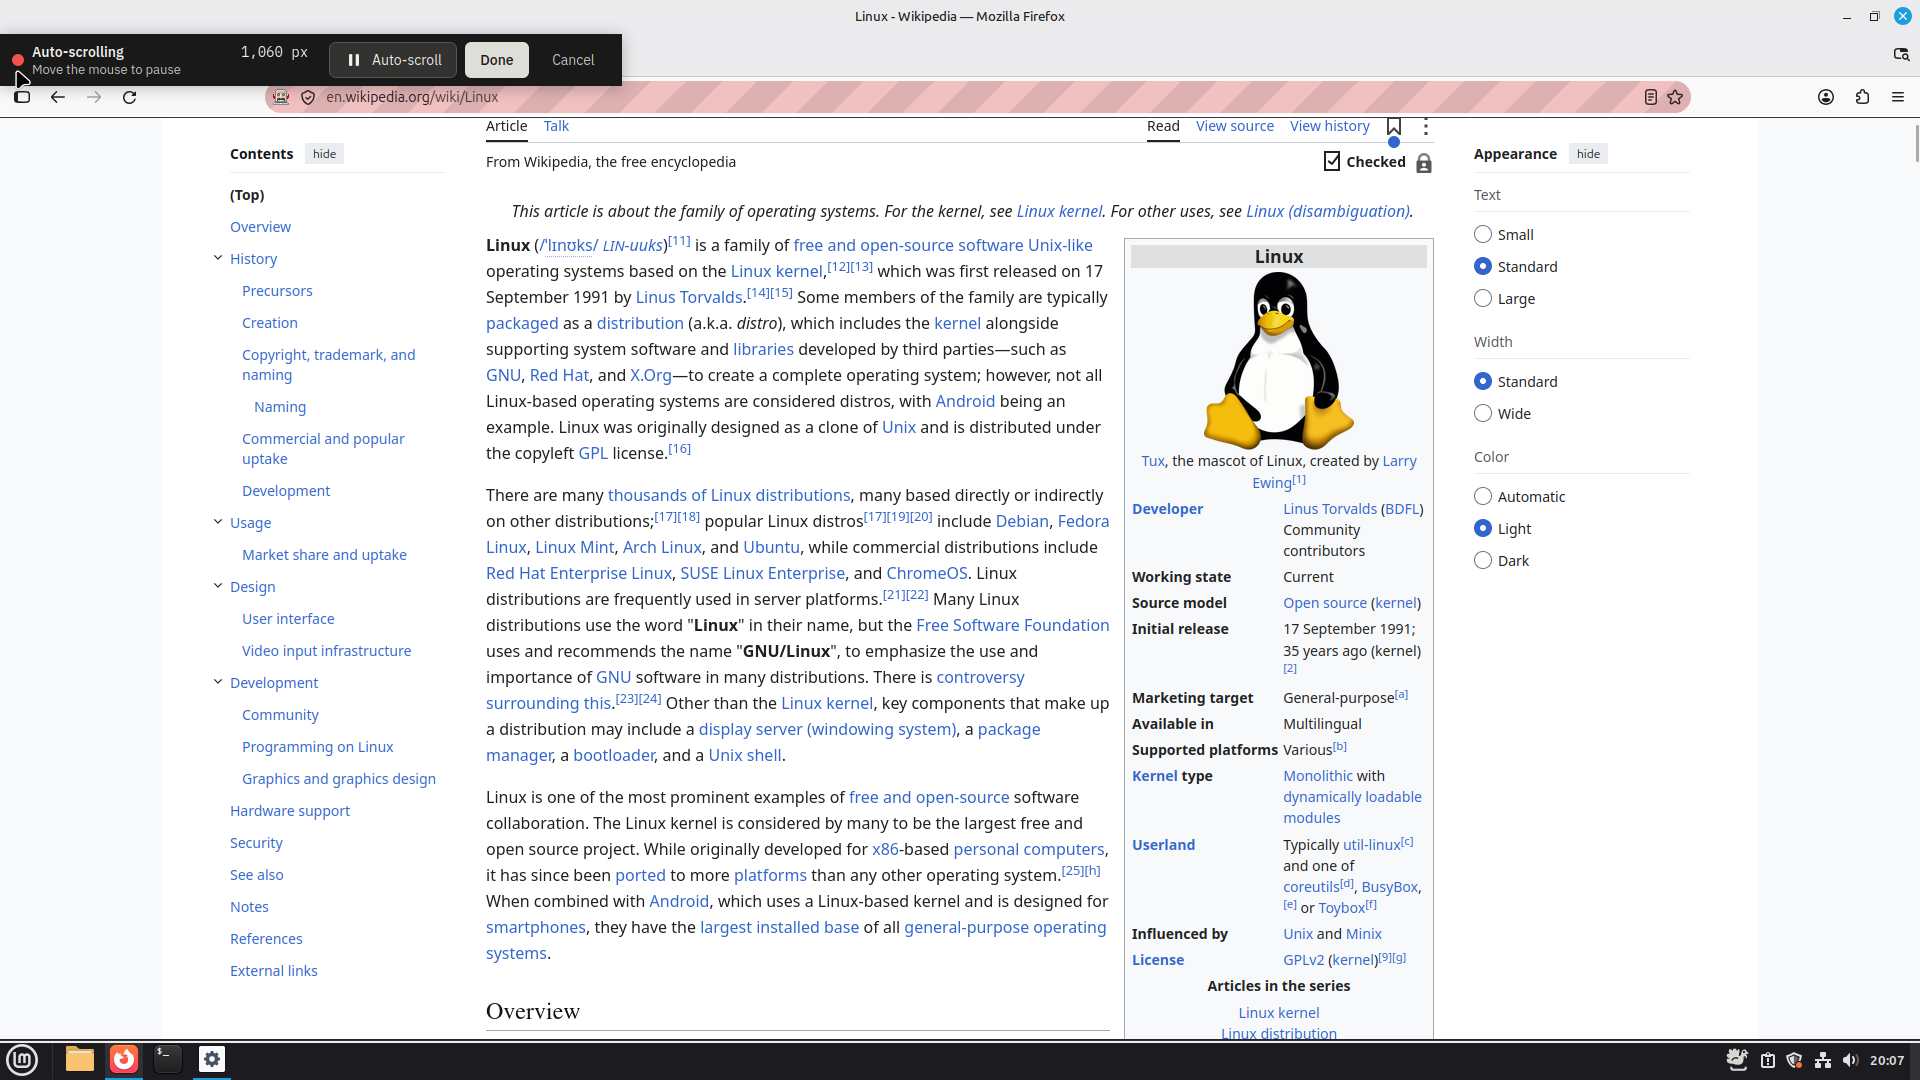 Linux - Wikipedia — Mozilla Firefox
Auto-scrolling
Move the mouse to pause
1,060 px
Auto-scroll
Done
Cancel
en.wikipedia.org/wiki/Linux
Contents hide
(Top)
Overview
History
Precursors
Creation
Copyright, trademark, and
naming
Naming
Commercial and popular
uptake
Development
Usage
Market share and uptake
Design
User interface
Video input infrastructure
Development
Community
Programming on Linux
Graphics and graphics design
Hardware support
Security
See also
Notes
References
External links
Article Talk
Read View source View history
From Wikipedia, the free encyclopedia
Checked
This article is about the family of operating systems. For the kernel, see Linux kernel. For other uses, see Linux (disambiguation).
Linux (/ˈlɪnʊks/ LIN-uuks)[11] is a family of free and open-source software Unix-like
operating systems based on the Linux kernel,[12][13] which was first released on 17
September 1991 by Linus Torvalds.[14][15] Some members of the family are typically
packaged as a distribution (a.k.a. distro), which includes the kernel alongside
supporting system software and libraries developed by third parties—such as
GNU, Red Hat, and X.Org—to create a complete operating system; however, not all
Linux-based operating systems are considered distros, with Android being an
example. Linux was originally designed as a clone of Unix and is distributed under
the copyleft GPL license.[16]
There are many thousands of Linux distributions, many based directly or indirectly
on other distributions;[17][18] popular Linux distros[17][19][20] include Debian, Fedora
Linux, Linux Mint, Arch Linux, and Ubuntu, while commercial distributions include
Red Hat Enterprise Linux, SUSE Linux Enterprise, and ChromeOS. Linux
distributions are frequently used in server platforms.[21][22] Many Linux
distributions use the word "Linux" in their name, but the Free Software Foundation
uses and recommends the name "GNU/Linux", to emphasize the use and
importance of GNU software in many distributions. There is controversy
surrounding this.[23][24] Other than the Linux kernel, key components that make up
a distribution may include a display server (windowing system), a package
manager, a bootloader, and a Unix shell.
Linux is one of the most prominent examples of free and open-source software
collaboration. The Linux kernel is considered by many to be the largest free and
open source project. While originally developed for x86-based personal computers,
it has since been ported to more platforms than any other operating system.[25][h]
When combined with Android, which uses a Linux-based kernel and is designed for
smartphones, they have the largest installed base of all general-purpose operating
systems.
Overview
Linux
Tux, the mascot of Linux, created by Larry
Ewing[1]
Developer Linus Torvalds (BDFL)
Community
contributors
Working state Current
Source model Open source (kernel)
Initial release 17 September 1991;
35 years ago (kernel)
[2]
Marketing target General-purpose[a]
Available in Multilingual
Supported platforms Various[b]
Kernel type Monolithic with
dynamically loadable
modules
Userland Typically util-linux[c]
and one of
coreutils[d], BusyBox,
[e] or Toybox[f]
Influenced by Unix and Minix
License GPLv2 (kernel)[9][g]
Articles in the series
Linux kernel
Linux distribution
Appearance hide
Text
Small
Standard
Large
Width
Standard
Wide
Color
Automatic
Light
Dark
20:07